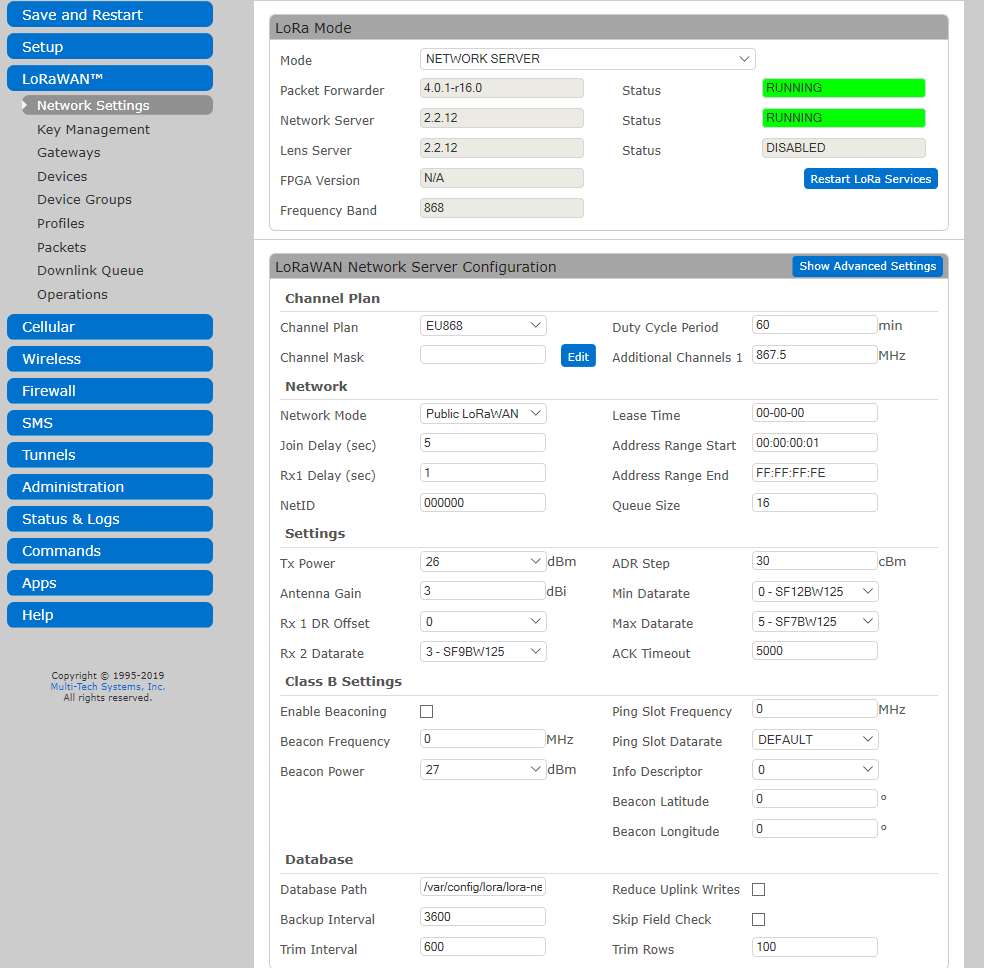 Save and Restart
Setup
LoRaWAN™
Network Settings
Key Management
Gateways
Devices
Device Groups
Profiles
Packets
Downlink Queue
Operations
Cellular
Wireless
Firewall
SMS
Tunnels
Administration
Status & Logs
Commands
Apps
Help
Copyright © 1995-2019
Multi-Tech Systems, Inc.
All rights reserved.
LoRa Mode
Mode NETWORK SERVER
Packet Forwarder 4.0.1-r16.0 Status RUNNING
Network Server 2.2.12 Status RUNNING
Lens Server 2.2.12 Status DISABLED
FPGA Version N/A Restart LoRa Services
Frequency Band 868
LoRaWAN Network Server Configuration Show Advanced Settings
Channel Plan
Channel Plan EU868 Duty Cycle Period 60 min
Channel Mask Edit Additional Channels 1 867.5 MHz
Network
Network Mode Public LoRaWAN Lease Time 00-00-00
Join Delay (sec) 5 Address Range Start 00:00:00:01
Rx1 Delay (sec) 1 Address Range End FF:FF:FF:FE
NetID 000000 Queue Size 16
Settings
Tx Power 26 dBm ADR Step 30 cBm
Antenna Gain 3 dBi Min Datarate 0 - SF12BW125
Rx 1 DR Offset 0 Max Datarate 5 - SF7BW125
Rx 2 Datarate 3 - SF9BW125 ACK Timeout 5000
Class B Settings
Enable Beaconing Ping Slot Frequency 0 MHz
Beacon Frequency 0 MHz Ping Slot Datarate DEFAULT
Beacon Power 27 dBm Info Descriptor 0
Beacon Latitude 0 °
Beacon Longitude 0 °
Database
Database Path /var/config/lora/lora-ne Reduce Uplink Writes
Backup Interval 3600 Skip Field Check
Trim Interval 600 Trim Rows 100